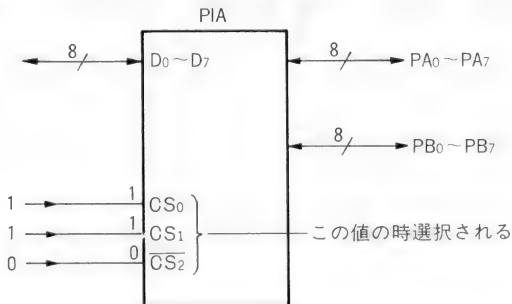 PIA
8 D0~D7 8 PA0~PA7
8 PB0~PB7
1 1 CS0
1 1 CS1 この値の時選択される
0 0 CS2